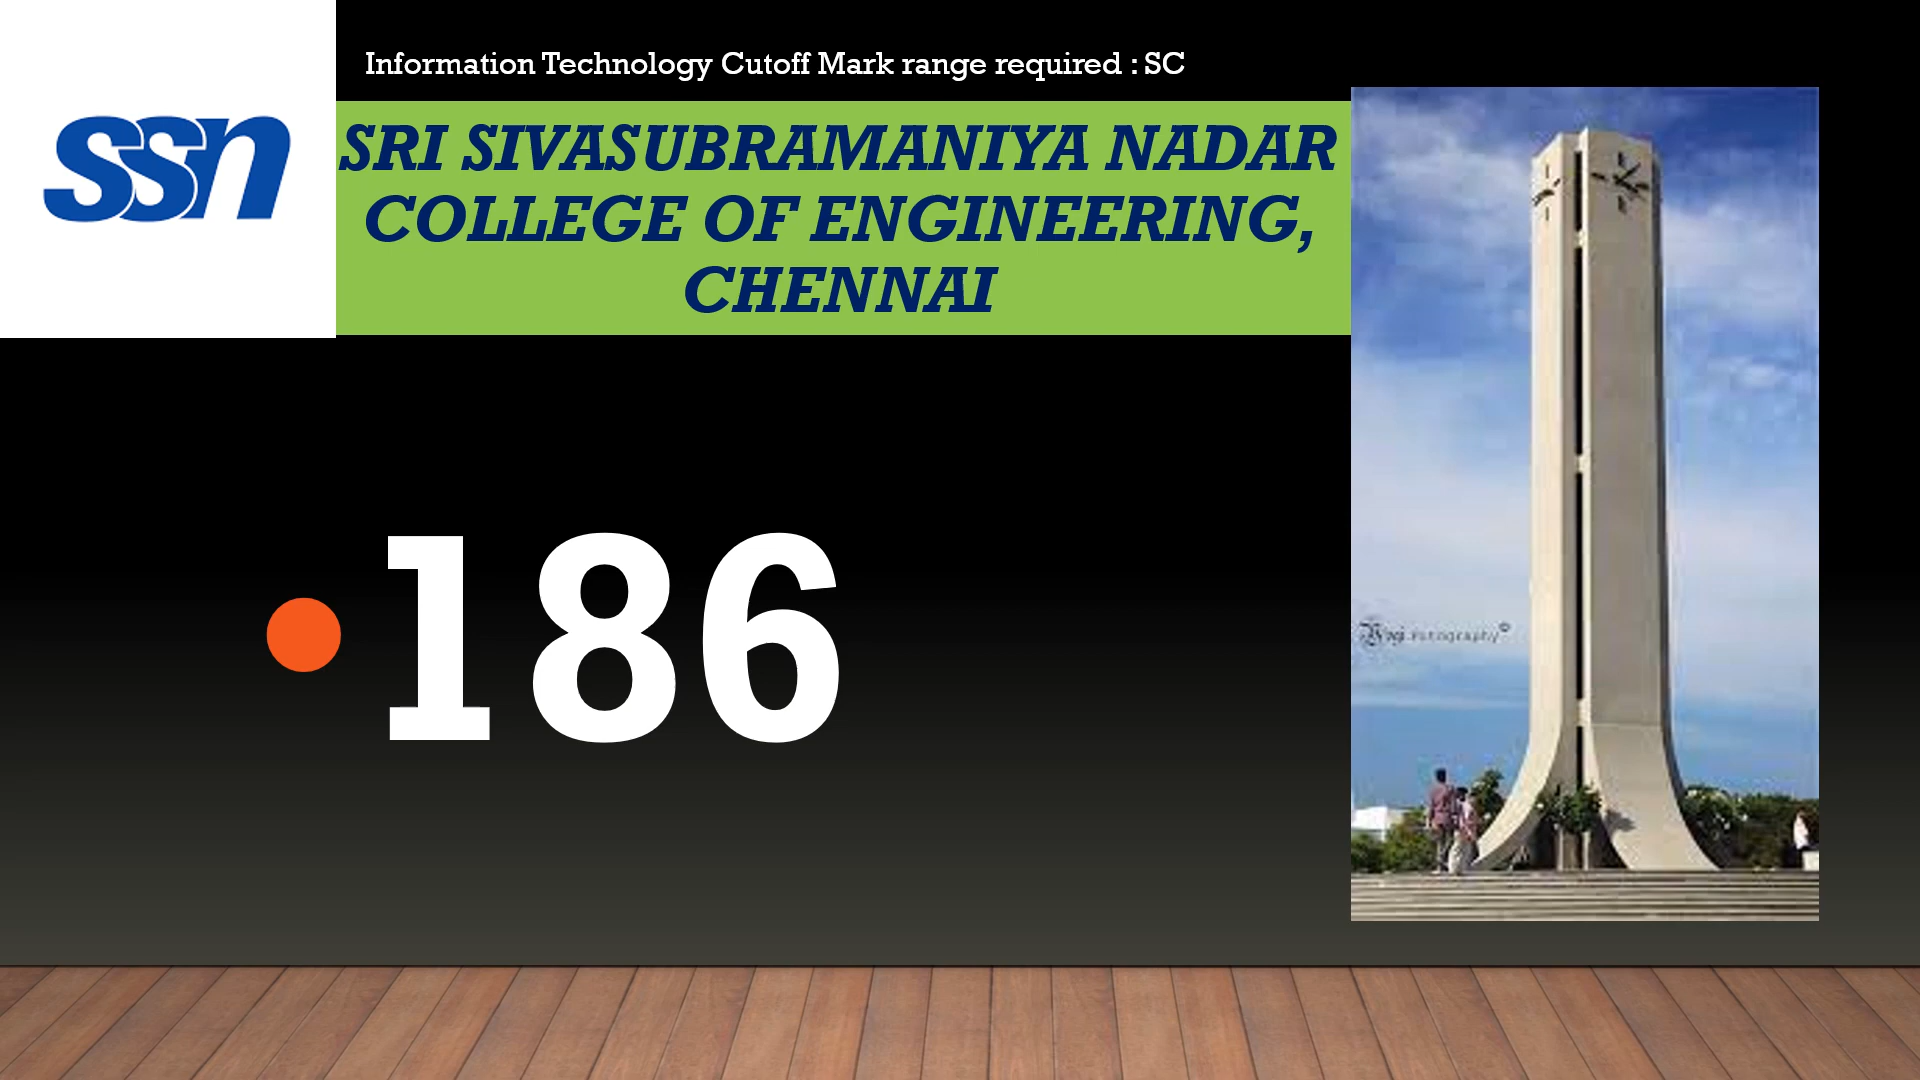 Information Technology Cutoff Mark range required : SC
ssn
SRI SIVASUBRAMANIYA NADAR
COLLEGE OF ENGINEERING,
CHENNAI
186